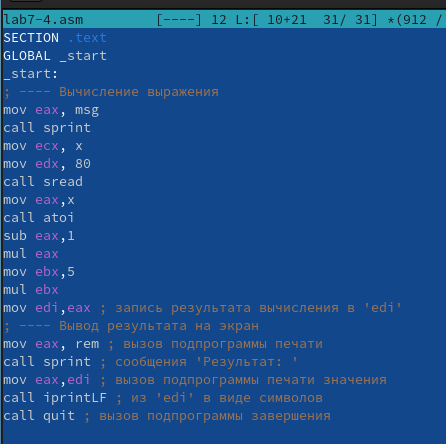 lab7-4.asm [----] 12 L:[ 10+21 31/ 31] *(912 /
SECTION .text
GLOBAL _start
_start:
; ---- Вычисление выражения
mov eax, msg
call sprint
mov ecx, x
mov edx, 80
call sread
mov eax,x
call atoi
sub eax,1
mul eax
mov ebx,5
mul ebx
mov edi,eax ; запись результата вычисления в 'edi'
; ---- Вывод результата на экран
mov eax, rem ; вызов подпрограммы печати
call sprint ; сообщения 'Результат: '
mov eax,edi ; вызов подпрограммы печати значения
call iprintLF ; из 'edi' в виде символов
call quit ; вызов подпрограммы завершения